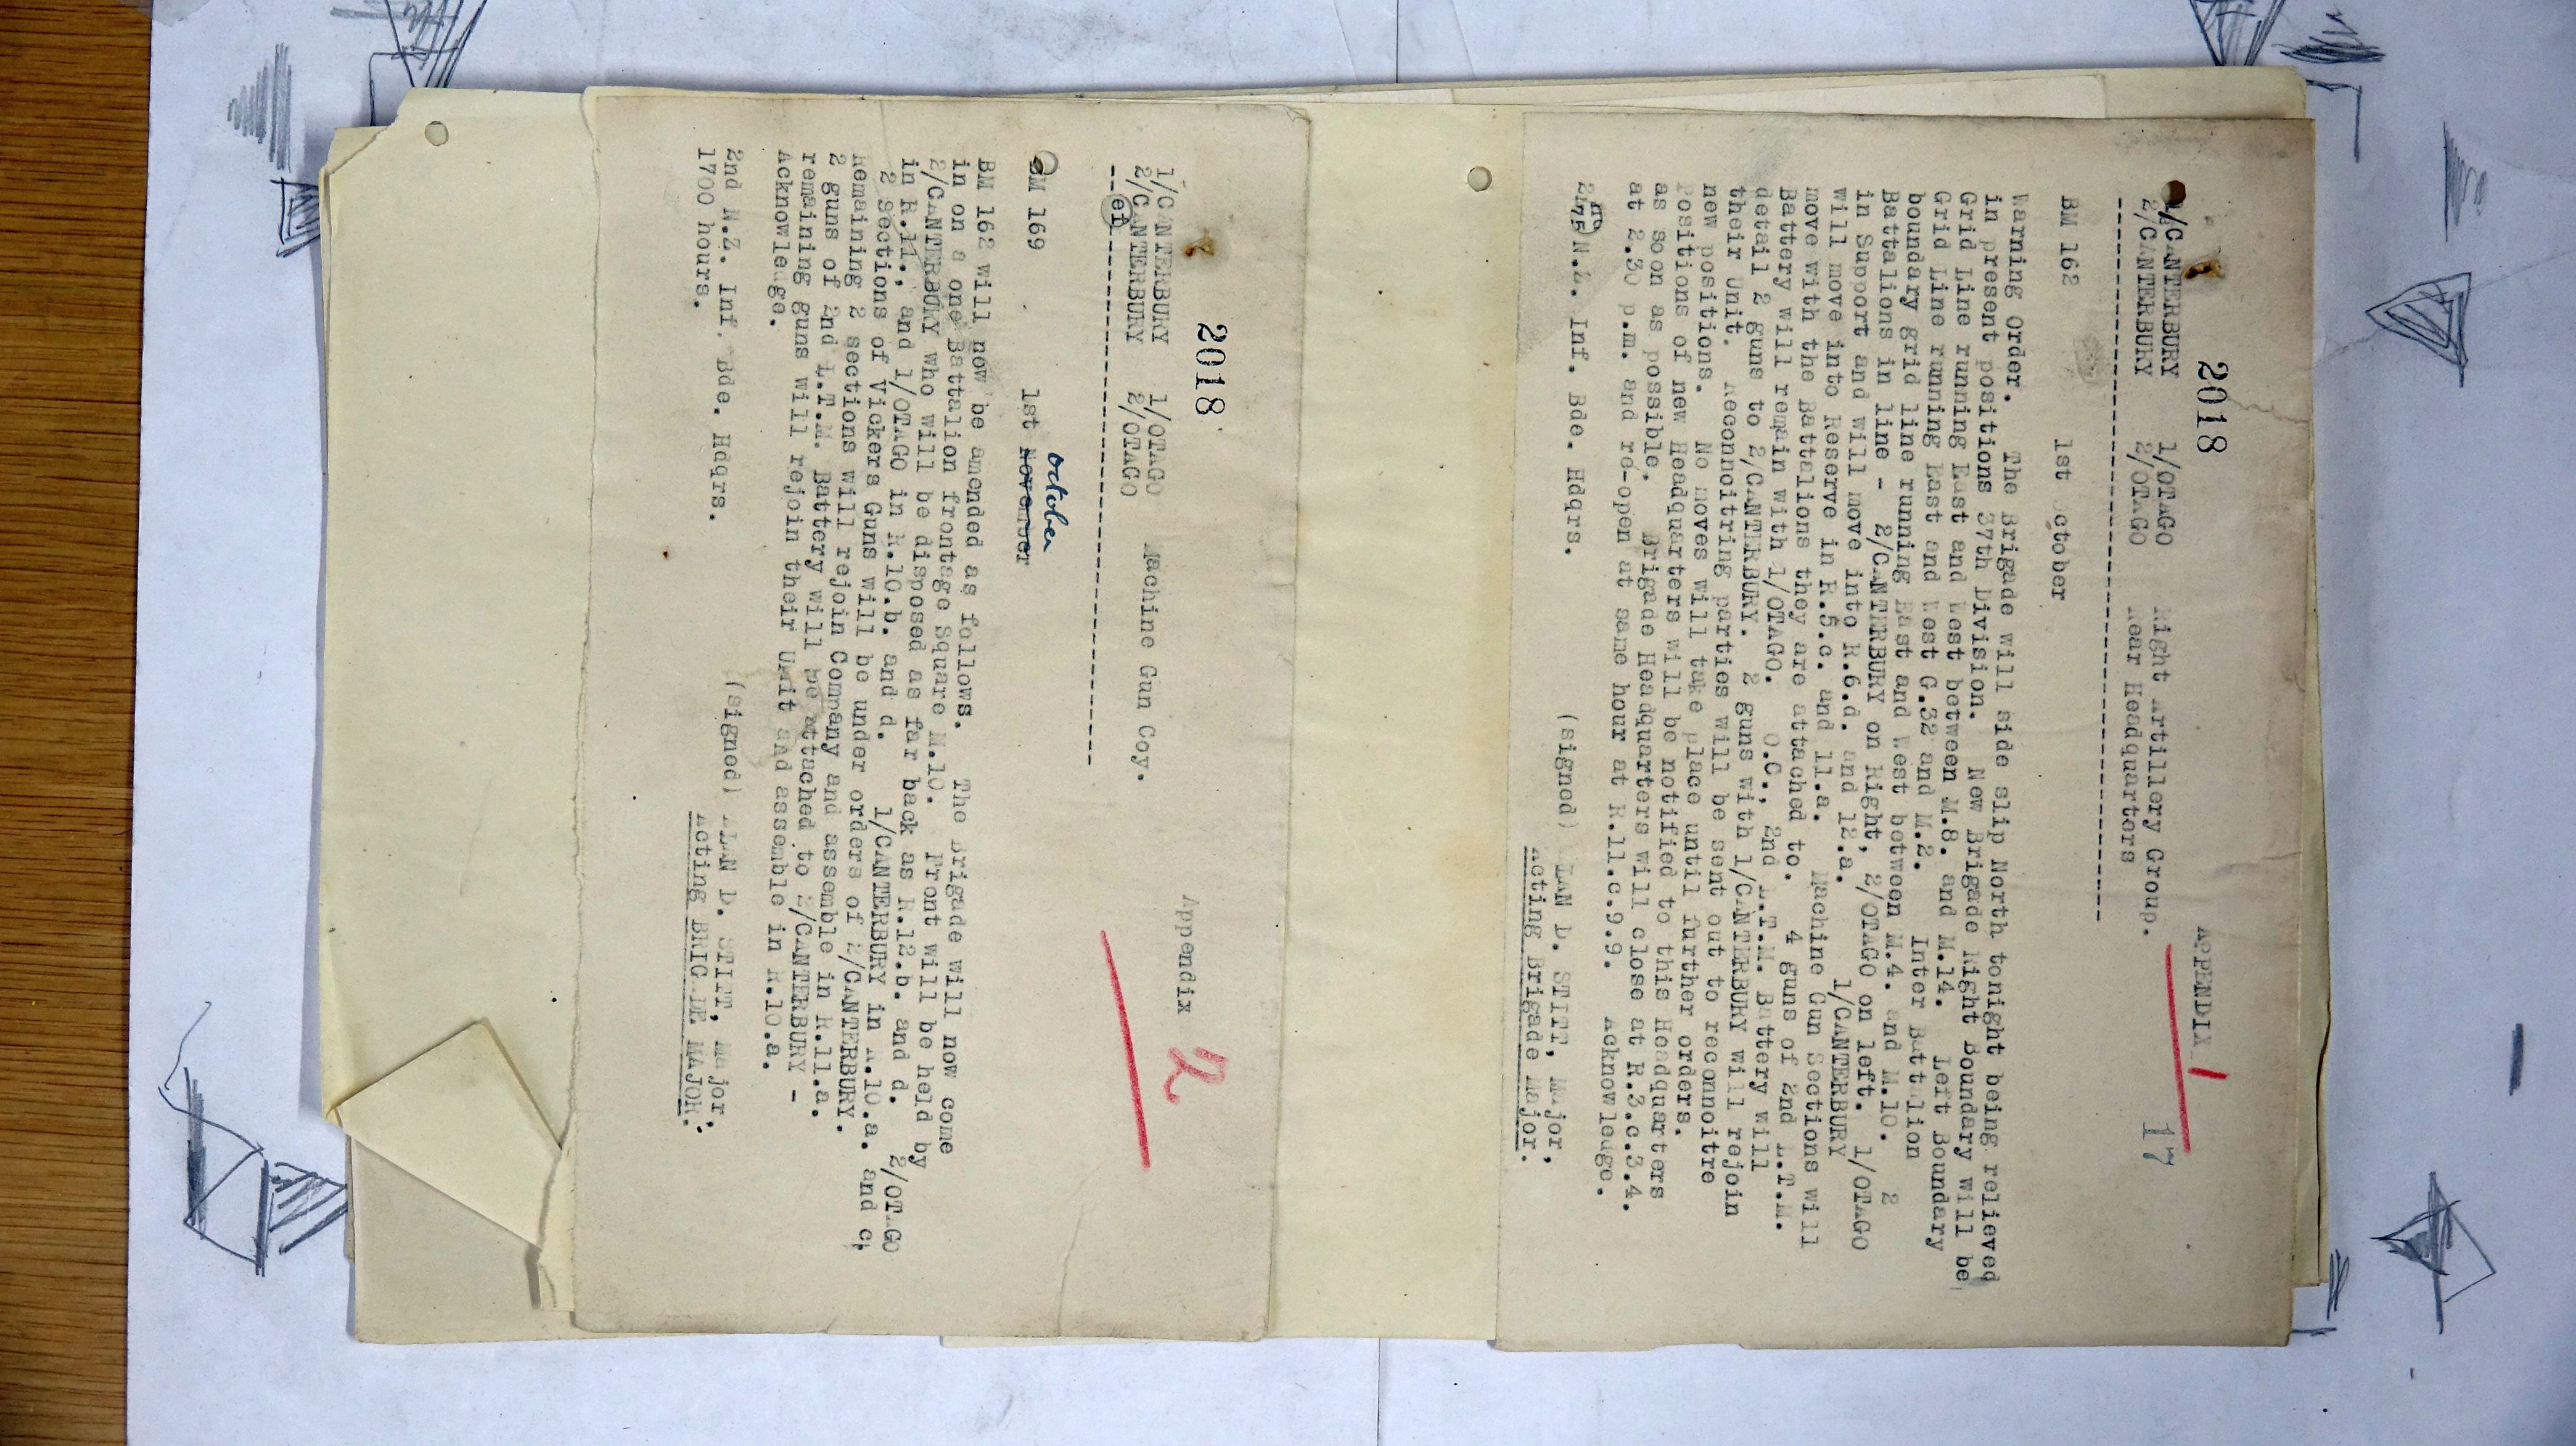 2018
APPENDIX 1
1/CANTERBURY 1/OTAGO Right Artillery Group.
2/CANTERBURY 2/OTAGO Rear Headquarters
17
--------------------------------------------
BM 162 1st October
Warning Order. The Brigade will side slip North tonight being relieved
in present positions 37th Division. New Brigade Right Boundary will be
Grid Line running East and West between M.8. and M.14. Left Boundary
Grid Line running East and West G.32 and M.2. Inter Battalion
boundary grid line running East and West between M.4. and M.10. 2
Battalions in line - 2/CANTERBURY on Right, 2/OTAGO on left. 1/OTAGO
in Support and will move into R.6.d. and 12.a. 1/CANTERBURY
will move into Reserve in R.5.c. and 11.a. Machine Gun Sections will
move with the Battalions they are attached to. 4 guns of 2nd L.T.M.
Battery will remain with 1/OTAGO. O.C., 2nd L.T.M. Battery will
detail 2 guns to 2/CANTERBURY. 2 guns with 1/CANTERBURY will rejoin
their Unit. Reconnoitring parties will be sent out to reconnoitre
new positions. No moves will take place until further orders.
Positions of new Headquarters will be notified to this Headquarters
as soon as possible. Brigade Headquarters will close at R.3.c.3.4.
at 2.30 p.m. and re-open at same hour at R.11.c.9.9. Acknowledge.
2nd N.Z. Inf. Bde. Hdqrs. (signed) ALAN D. STITT, Major,
Acting Brigade Major.
2018
Appendix 2
1/CANTERBURY 1/OTAGO Machine Gun Coy.
2/CANTERBURY 2/OTAGO
--------------------------------------------
BM 169 1st November October
BM 162 will now be amended as follows. The Brigade will now come
in on a one Battalion frontage Square M.10. Front will be held by
2/CANTERBURY who will be disposed as far back as R.12.b. and d. 2/OTAGO
in R.11., and 1/OTAGO in R.10.b. and d. 1/CANTERBURY in R.10.a. and c.
2 sections of Vickers Guns will be under orders of 2/CANTERBURY.
Remaining 2 sections will rejoin Company and assemble in R.11.a.
2 guns of 2nd L.T.M. Battery will be attached to 2/CANTERBURY -
remaining guns will rejoin their Unit and assemble in R.10.a.
Acknowledge.
2nd N.Z. Inf. Bde. Hdqrs. (signed) ALAN D. STITT, Major,
1700 hours. Acting BRIGADE MAJOR.